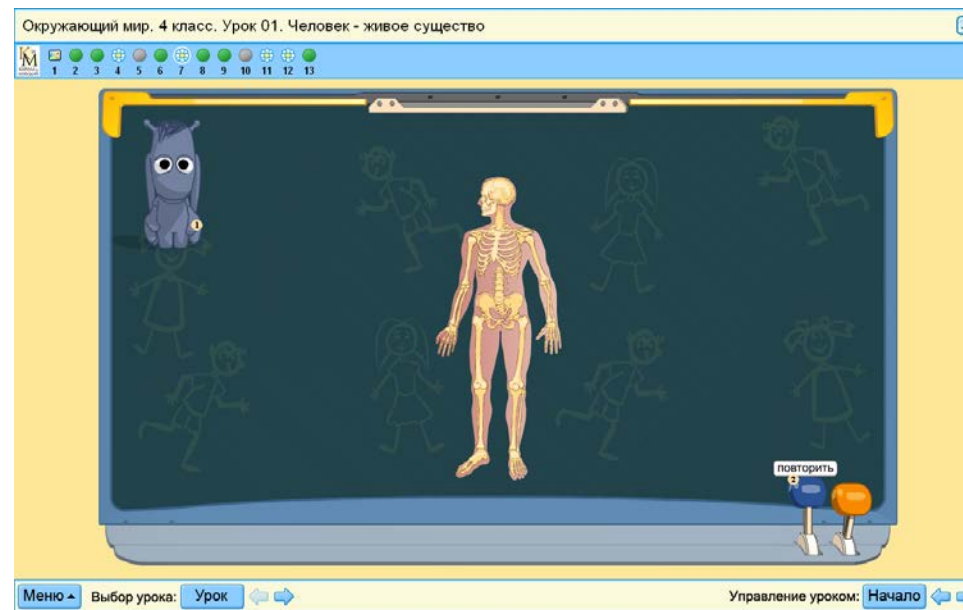 Окружающий мир. 4 класс. Урок 01. Человек - живое существо
КМ
1 2 3 4 5 6 7 8 9 10 11 12 13
1
повторить
2
Меню Выбор урока: Урок Управление уроком: Начало